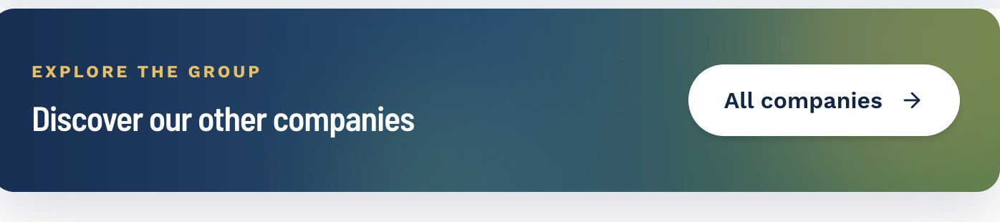 EXPLORE THE GROUP
Discover our other companies
All companies